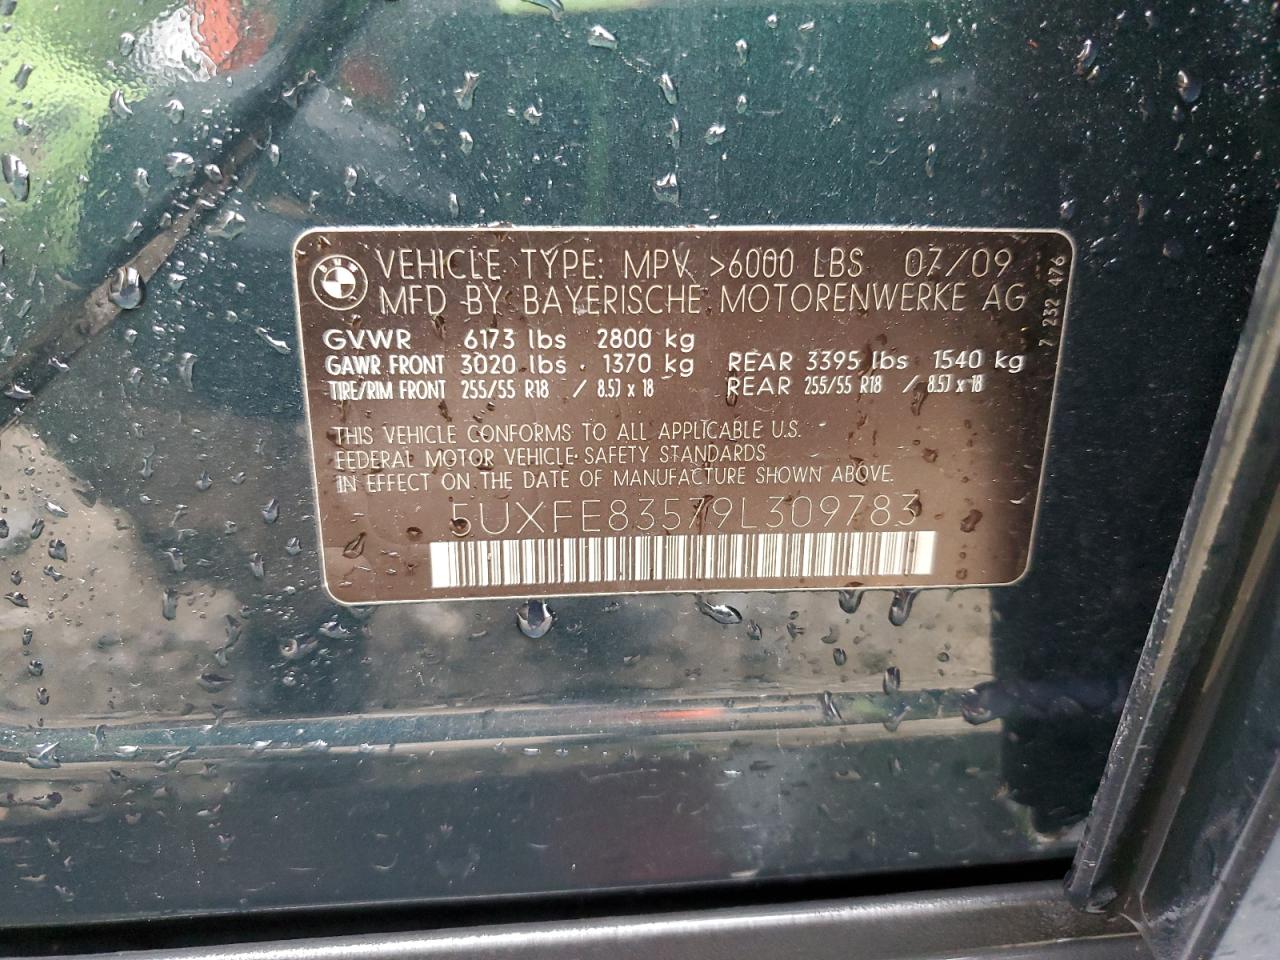 BMW
VEHICLE TYPE: MPV >6000 LBS 07/09
MFD BY BAYERISCHE MOTORENWERKE AG
GVWR 6173 lbs 2800 kg
GAWR FRONT 3020 lbs 1370 kg REAR 3395 lbs 1540 kg
TIRE/RIM FRONT 255/55 R18 / 8.5J x 18 REAR 255/55 R18 / 8.5J x 18
THIS VEHICLE CONFORMS TO ALL APPLICABLE U.S.
FEDERAL MOTOR VEHICLE SAFETY STANDARDS
IN EFFECT ON THE DATE OF MANUFACTURE SHOWN ABOVE.
5UXFE83579L309783
7 232 476